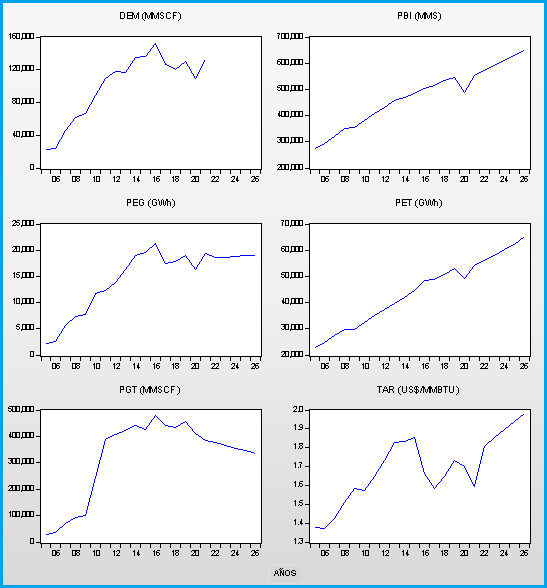 DEM (MMSCF)
160,000
120,000
80,000
40,000
0
06 08 10 12 14 16 18 20 22 24 26
PBI (MMS)
700,000
600,000
500,000
400,000
300,000
200,000
06 08 10 12 14 16 18 20 22 24 26
PEG (GWh)
25,000
20,000
15,000
10,000
5,000
0
06 08 10 12 14 16 18 20 22 24 26
PET (GWh)
70,000
60,000
50,000
40,000
30,000
20,000
06 08 10 12 14 16 18 20 22 24 26
PGT (MMSCF)
500,000
400,000
300,000
200,000
100,000
0
06 08 10 12 14 16 18 20 22 24 26
TAR (US$/MMBTU)
2.0
1.9
1.8
1.7
1.6
1.5
1.4
1.3
06 08 10 12 14 16 18 20 22 24 26
AÑOS